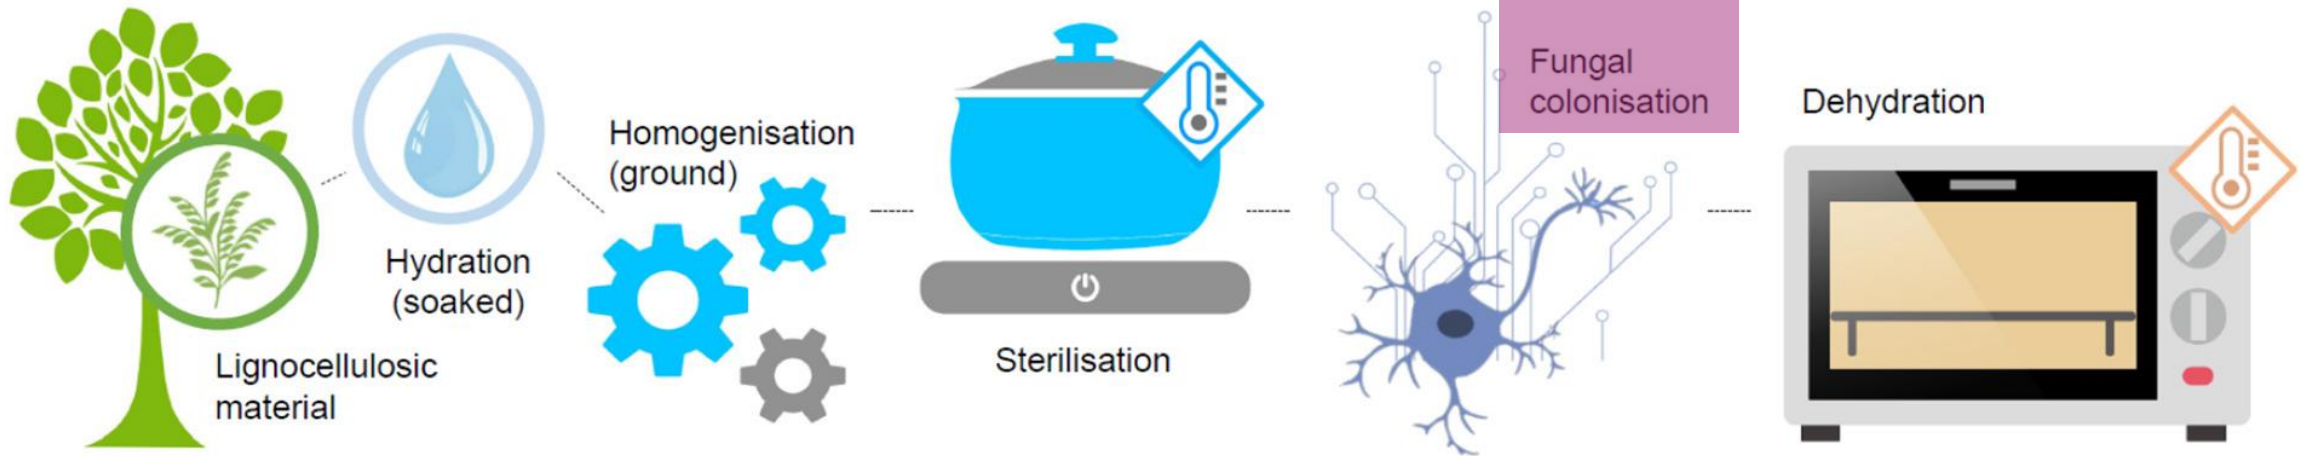 Lignocellulosic
material
Hydration
(soaked)
Homogenisation
(ground)
Sterilisation
Fungal
colonisation
Dehydration